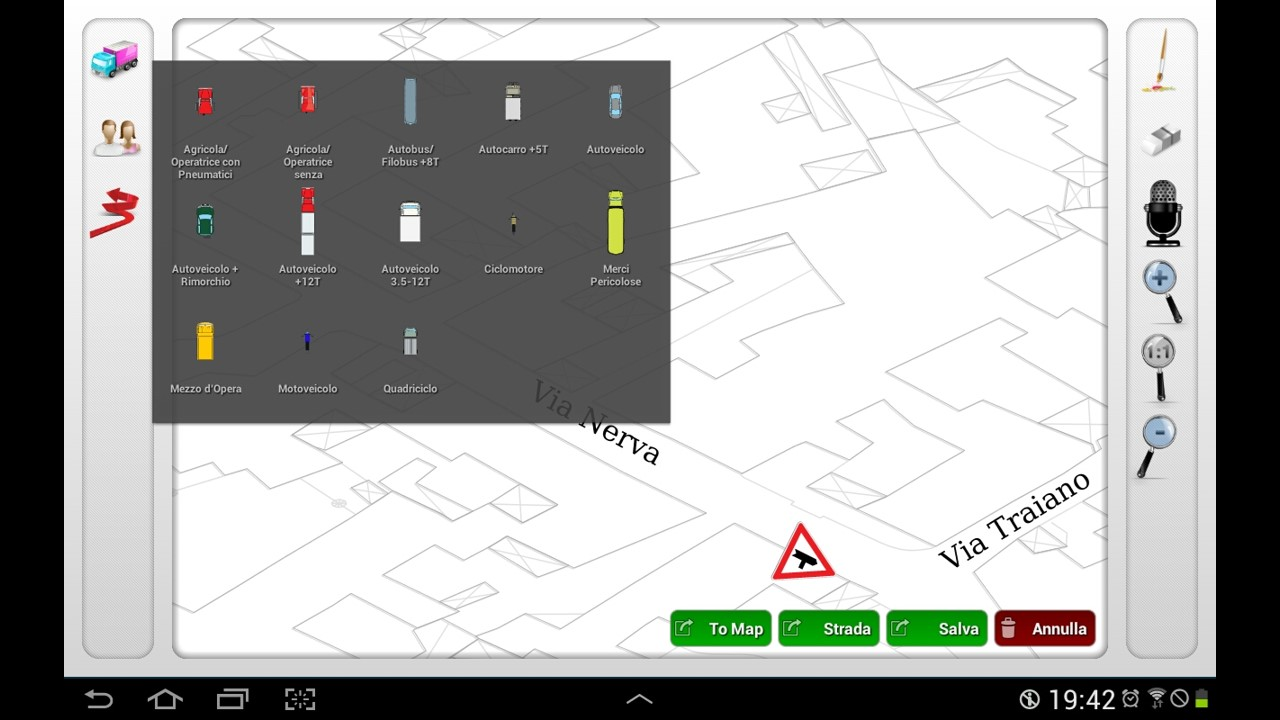 Agricola/
Operatrice con
Pneumatici
Agricola/
Operatrice
senza
Autobus/
Filobus +8T
Autocarro +5T
Autoveicolo
Autoveicolo +
Rimorchio
Autoveicolo
+12T
Autoveicolo
3.5-12T
Ciclomotore
Merci
Pericolose
Mezzo d'Opera
Motoveicolo
Quadriciclo
1:1
Via Nerva
Via Traiano
To Map
Strada
Salva
Annulla
19:42